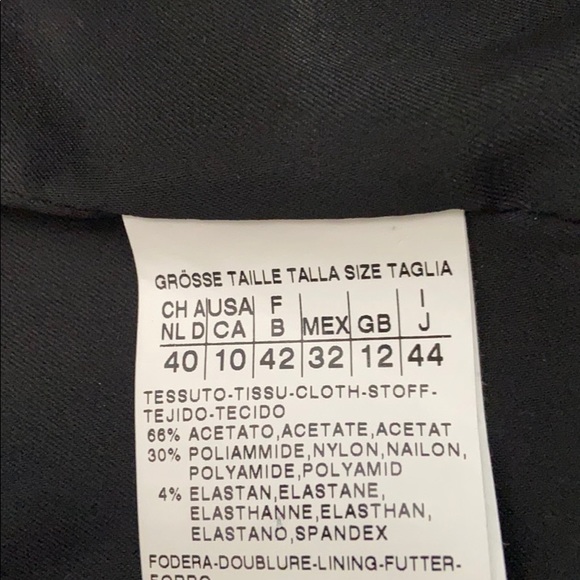 GRÖSSE TAILLE TALLA SIZE TAGLIA
CH A|USA| F | | | I
NL D|CA| B |MEX|GB| J
40|10|42|32|12|44
TESSUTO-TISSU-CLOTH-STOFF-
TEJIDO-TECIDO
66% ACETATO,ACETATE,ACETAT
30% POLIAMMIDE,NYLON,NAILON,
POLYAMIDE,POLYAMID
4% ELASTAN,ELASTANE,
ELASTHANNE,ELASTHAN,
ELASTANO,SPANDEX
FODERA-DOUBLURE-LINING-FUTTER-
FORRO